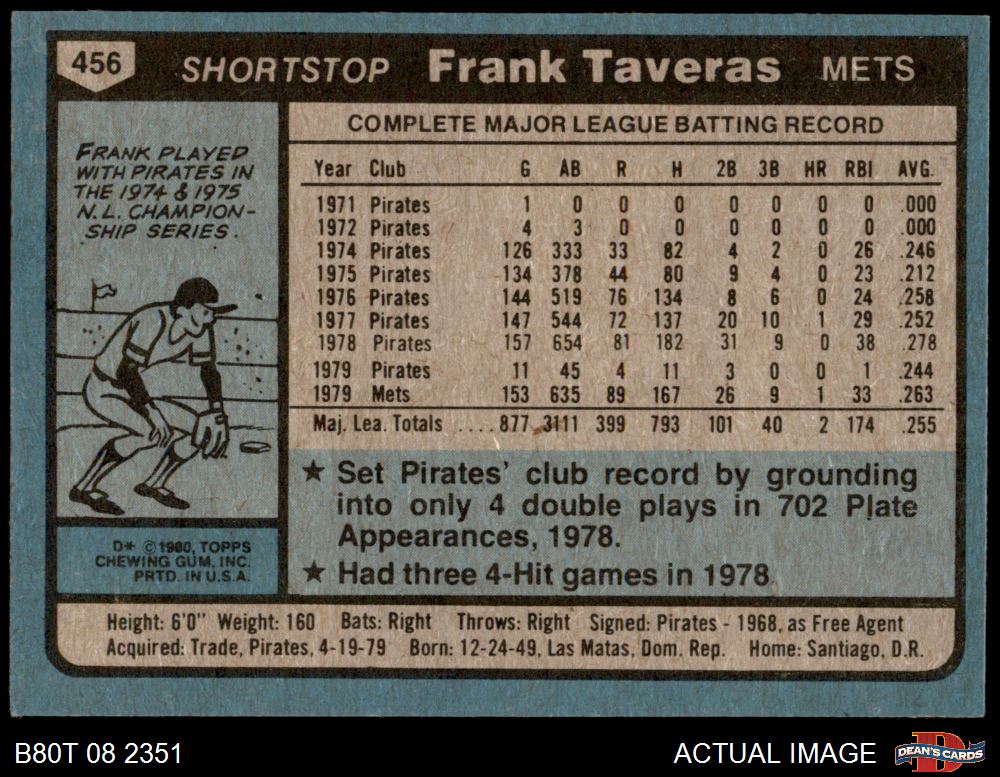 456 SHORTSTOP Frank Taveras METS
FRANK PLAYED
WITH PIRATES IN
THE 1974 & 1975
N.L. CHAMPION-
SHIP SERIES.
D* © 1980, TOPPS
CHEWING GUM, INC.
PRTD. IN U.S.A.
COMPLETE MAJOR LEAGUE BATTING RECORD
Year Club G AB R H 2B 3B HR RBI AVG.
1971 Pirates 1 0 0 0 0 0 0 0 .000
1972 Pirates 4 3 0 0 0 0 0 0 .000
1974 Pirates 126 333 33 82 4 2 0 26 .246
1975 Pirates 134 378 44 80 9 4 0 23 .212
1976 Pirates 144 519 76 134 8 6 0 24 .258
1977 Pirates 147 544 72 137 20 10 1 29 .252
1978 Pirates 157 654 81 182 31 9 0 38 .278
1979 Pirates 11 45 4 11 3 0 0 1 .244
1979 Mets 153 635 89 167 26 9 1 33 .263
Maj. Lea. Totals ....877 3111 399 793 101 40 2 174 .255
★ Set Pirates' club record by grounding
into only 4 double plays in 702 Plate
Appearances, 1978.
★ Had three 4-Hit games in 1978.
Height: 6'0" Weight: 160 Bats: Right Throws: Right Signed: Pirates - 1968, as Free Agent
Acquired: Trade, Pirates, 4-19-79 Born: 12-24-49, Las Matas, Dom. Rep. Home: Santiago, D.R.
B80T 08 2351 ACTUAL IMAGE DEAN'S CARDS